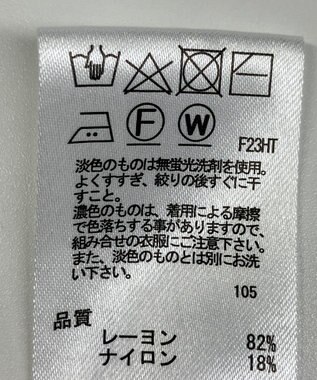 F
W
F23HT
淡色のものは無蛍光洗剤を使用。
よくすすぎ、絞りの後すぐに干
すこと。
濃色のものは、着用による摩擦
で色落ちする事がありますので、
組み合せの衣服にご注意下さい。
また、淡色のものとは別にお洗
い下さい。
105
品質
レーヨン 82%
ナイロン 18%